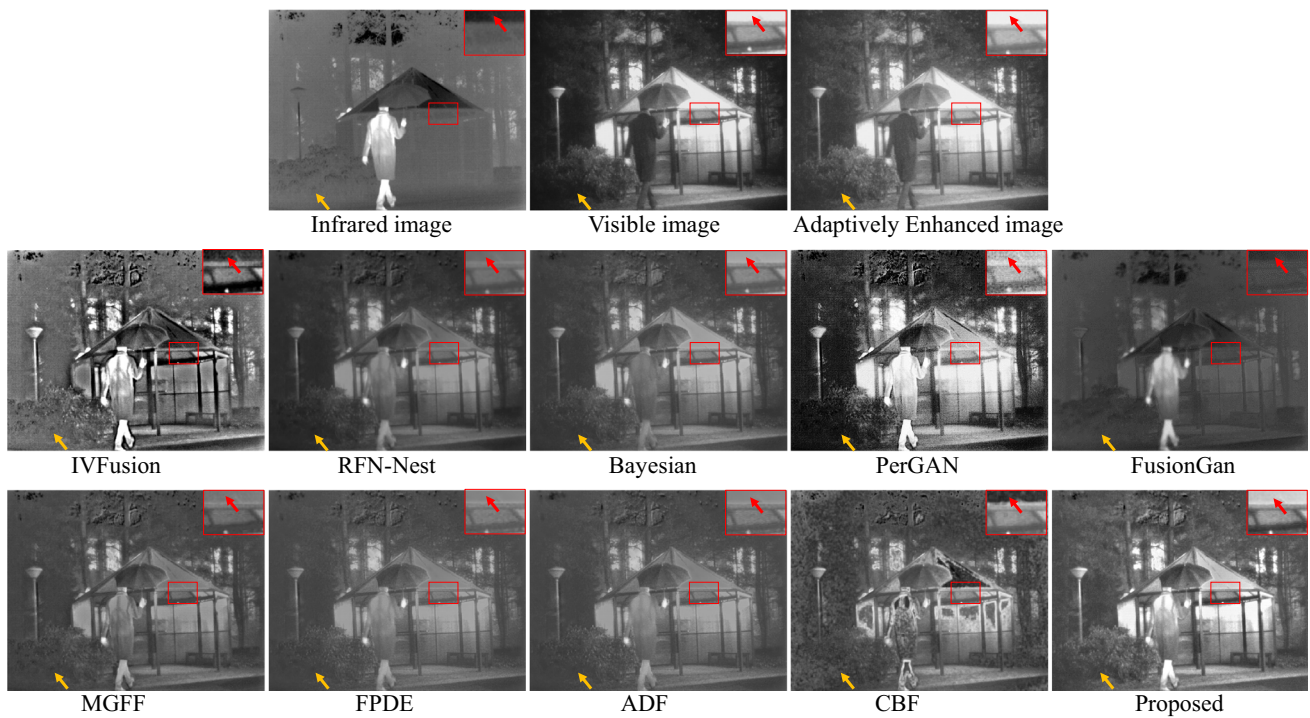 Infrared image Visible image Adaptively Enhanced image
IVFusion RFN-Nest Bayesian PerGAN FusionGan
MGFF FPDE ADF CBF Proposed